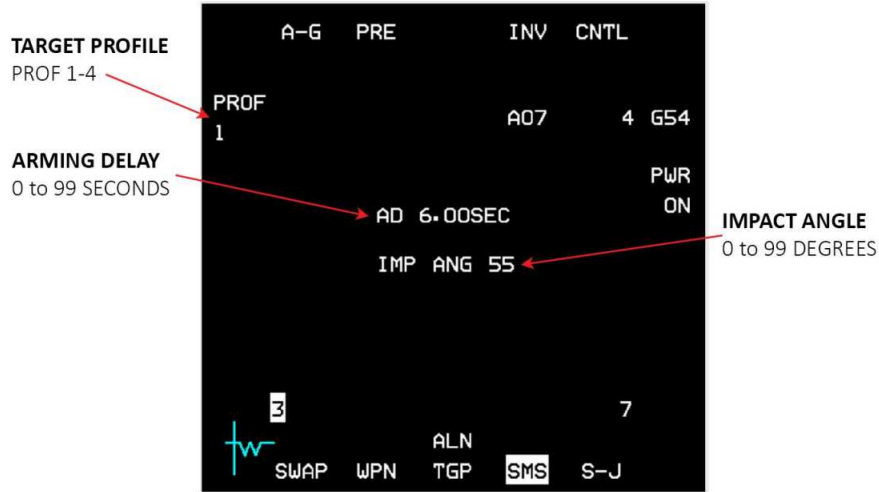 A-G PRE INV CNTL
TARGET PROFILE
PROF 1-4
PROF
1
A07 4 G54
ARMING DELAY
0 to 99 SECONDS
PWR
ON
AD 6.00SEC
IMPACT ANGLE
0 to 99 DEGREES
IMP ANG 55
3 7
ALN
SWAP WPN TGP SMS S-J